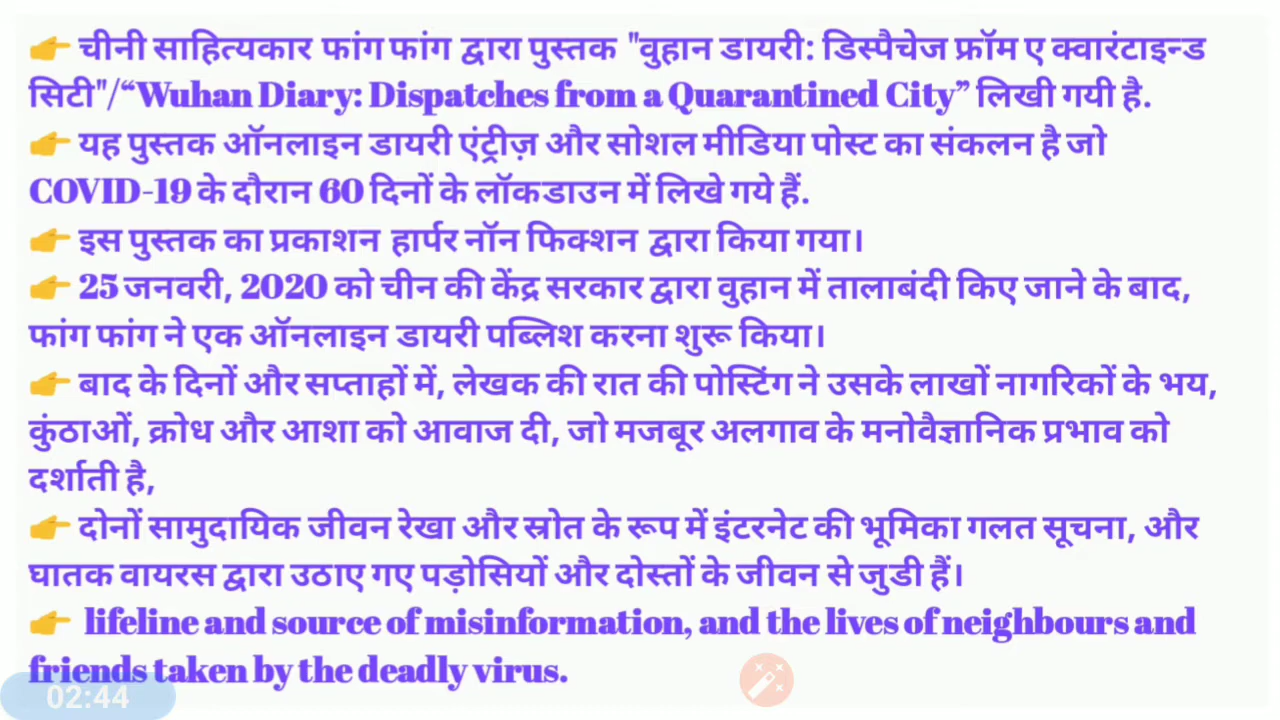 👉 चीनी साहित्यकार फांग फांग द्वारा पुस्तक "वुहान डायरी: डिस्पैचेज फ्रॉम ए क्वारंटाइन्ड
सिटी"/“Wuhan Diary: Dispatches from a Quarantined City” लिखी गयी है.
👉 यह पुस्तक ऑनलाइन डायरी एंट्रीज़ और सोशल मीडिया पोस्ट का संकलन है जो
COVID-19 के दौरान 60 दिनों के लॉकडाउन में लिखे गये हैं.
👉 इस पुस्तक का प्रकाशन हार्पर नॉन फिक्शन द्वारा किया गया।
👉 25 जनवरी, 2020 को चीन की केंद्र सरकार द्वारा वुहान में तालाबंदी किए जाने के बाद,
फांग फांग ने एक ऑनलाइन डायरी पब्लिश करना शुरू किया।
👉 बाद के दिनों और सप्ताहों में, लेखक की रात की पोस्टिंग ने उसके लाखों नागरिकों के भय,
कुंठाओं, क्रोध और आशा को आवाज दी, जो मजबूर अलगाव के मनोवैज्ञानिक प्रभाव को
दर्शाती है,
👉 दोनों सामुदायिक जीवन रेखा और स्रोत के रूप में इंटरनेट की भूमिका गलत सूचना, और
घातक वायरस द्वारा उठाए गए पड़ोसियों और दोस्तों के जीवन से जुडी हैं।
👉 lifeline and source of misinformation, and the lives of neighbours and
friends taken by the deadly virus.
02:44